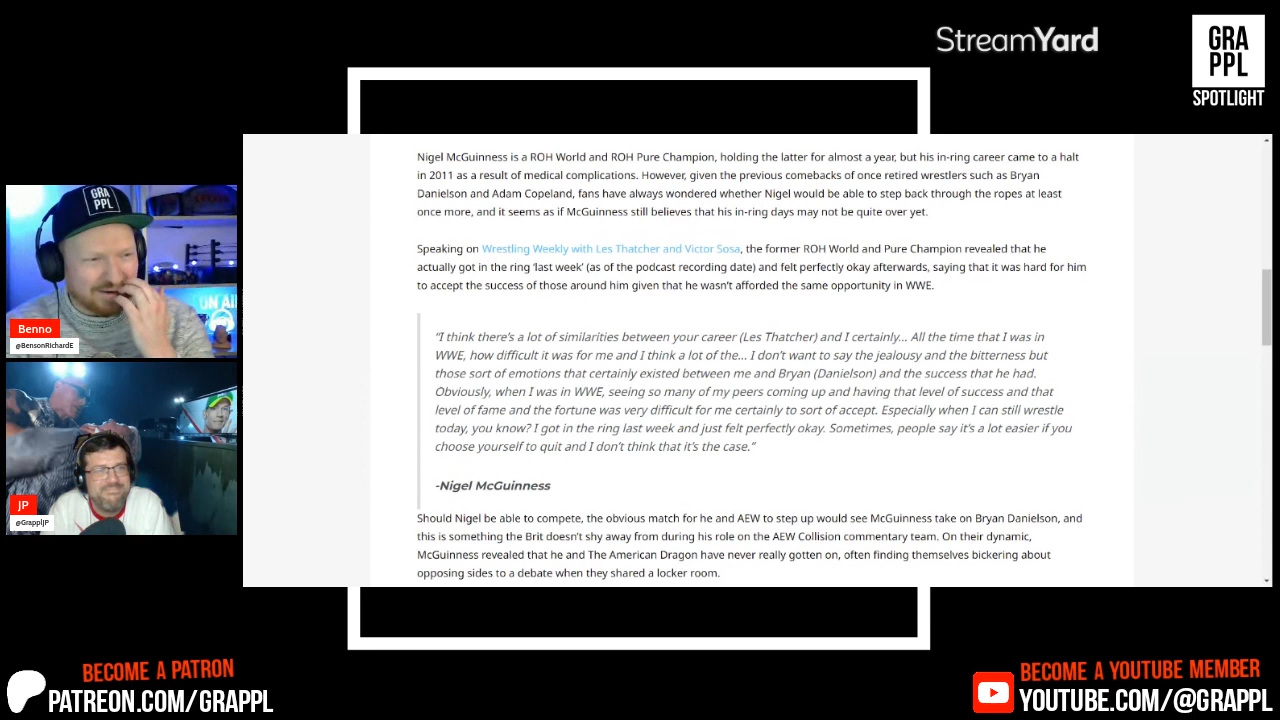 StreamYard
GRA
PPL
SPOTLIGHT
Nigel McGuinness is a ROH World and ROH Pure Champion, holding the latter for almost a year, but his in-ring career came to a halt
in 2011 as a result of medical complications. However, given the previous comebacks of once retired wrestlers such as Bryan
Danielson and Adam Copeland, fans have always wondered whether Nigel would be able to step back through the ropes at least
once more, and it seems as if McGuinness still believes that his in-ring days may not be quite over yet.
Speaking on Wrestling Weekly with Les Thatcher and Victor Sosa, the former ROH World and Pure Champion revealed that he
actually got in the ring ‘last week’ (as of the podcast recording date) and felt perfectly okay afterwards, saying that it was hard for him
to accept the success of those around him given that he wasn’t afforded the same opportunity in WWE.
“I think there’s a lot of similarities between your career (Les Thatcher) and I certainly… All the time that I was in
WWE, how difficult it was for me and I think a lot of the… I don’t want to say the jealousy and the bitterness but
those sort of emotions that certainly existed between me and Bryan (Danielson) and the success that he had.
Obviously, when I was in WWE, seeing so many of my peers coming up and having that level of success and that
level of fame and the fortune was very difficult for me certainly to sort of accept. Especially when I can still wrestle
today, you know? I got in the ring last week and just felt perfectly okay. Sometimes, people say it’s a lot easier if you
choose yourself to quit and I don’t think that it’s the case.”
-Nigel McGuinness
Should Nigel be able to compete, the obvious match for he and AEW to step up would see McGuinness take on Bryan Danielson, and
this is something the Brit doesn’t shy away from during his role on the AEW Collision commentary team. On their dynamic,
McGuinness revealed that he and The American Dragon have never really gotten on, often finding themselves bickering about
opposing sides to a debate when they shared a locker room.
GRA
PPL
ON AI
Benno
@BensonRichardE
JP
@GrapplJP
BECOME A PATRON
PATREON.COM/GRAPPL
BECOME A YOUTUBE MEMBER
YOUTUBE.COM/@GRAPPL